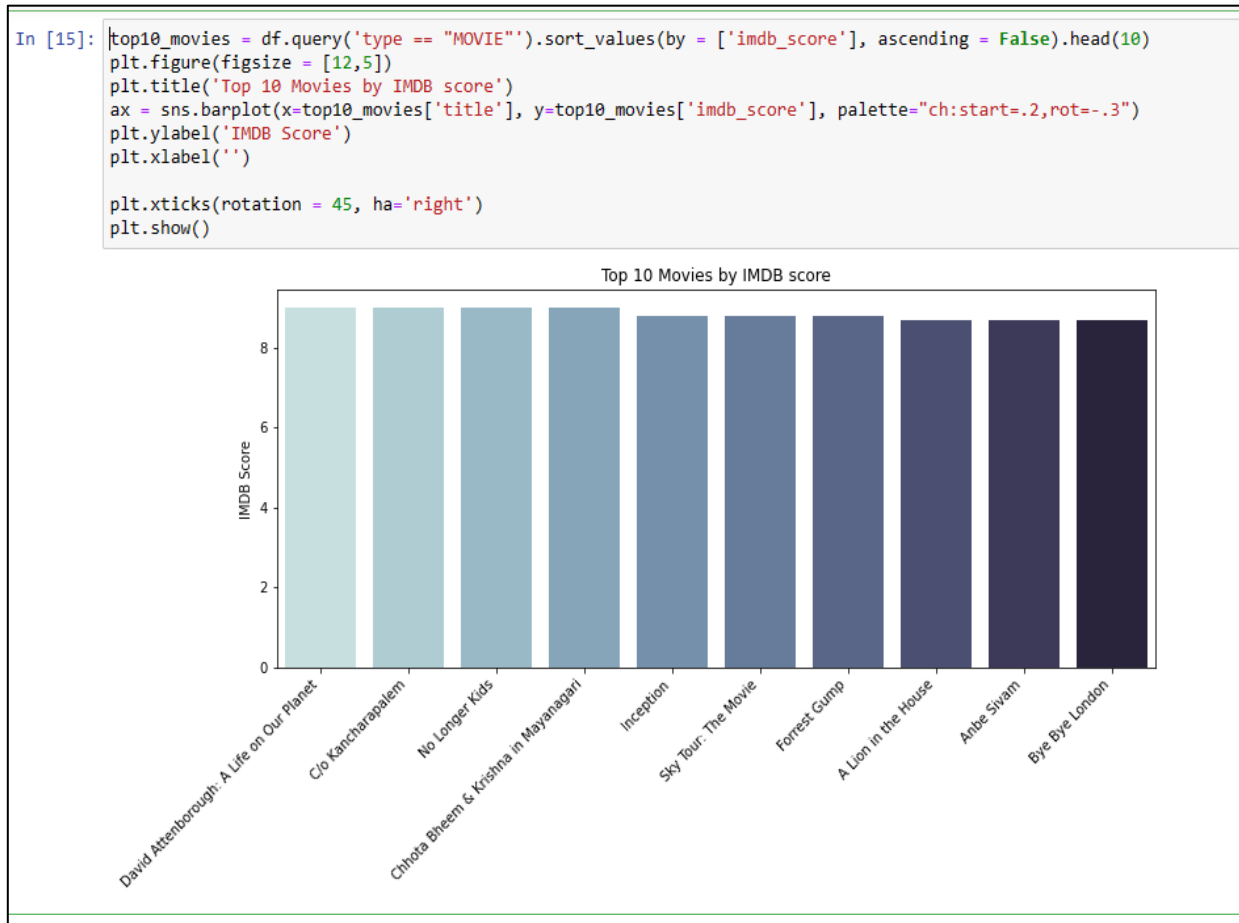 In [15]: top10_movies = df.query('type == "MOVIE"').sort_values(by = ['imdb_score'], ascending = False).head(10)
plt.figure(figsize = [12,5])
plt.title('Top 10 Movies by IMDB score')
ax = sns.barplot(x=top10_movies['title'], y=top10_movies['imdb_score'], palette="ch:start=.2,rot=-.3")
plt.ylabel('IMDB Score')
plt.xlabel('')
plt.xticks(rotation = 45, ha='right')
plt.show()
Top 10 Movies by IMDB score
8
6
4
2
0
IMDB Score
David Attenborough: A Life on Our Planet
C/o Kancharapalem
No Longer Kids
Chhota Bheem & Krishna in Mayanagari
Inception
Sky Tour: The Movie
Forrest Gump
A Lion in the House
Anbe Sivam
Bye Bye London